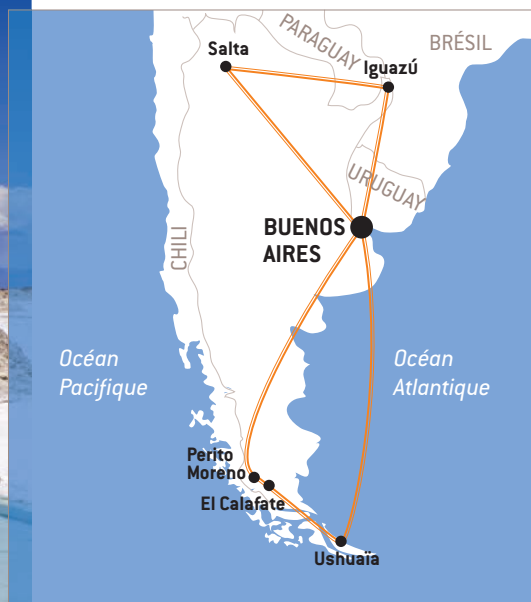 PARAGUAY
BRÉSIL
Salta
Iguazú
URUGUAY
BUENOS
AIRES
CHILI
Océan
Pacifique
Océan
Atlantique
Perito
Moreno
El Calafate
Ushuaïa